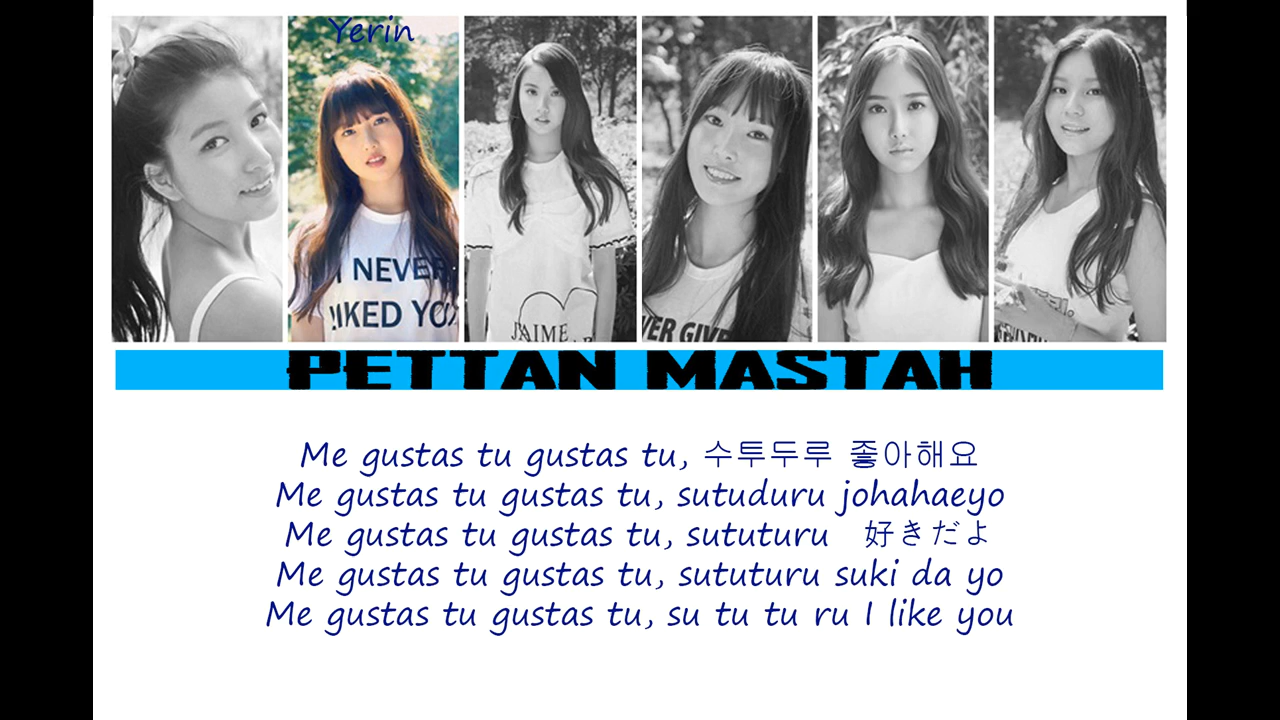 Yerin
I NEVER
LIKED YO
J'AIME
VER GIVE
PETTAN MASTAH
Me gustas tu gustas tu, 수투두루 좋아해요
Me gustas tu gustas tu, sutuduru johahaeyo
Me gustas tu gustas tu, sututuru 好きだよ
Me gustas tu gustas tu, sututuru suki da yo
Me gustas tu gustas tu, su tu tu ru I like you